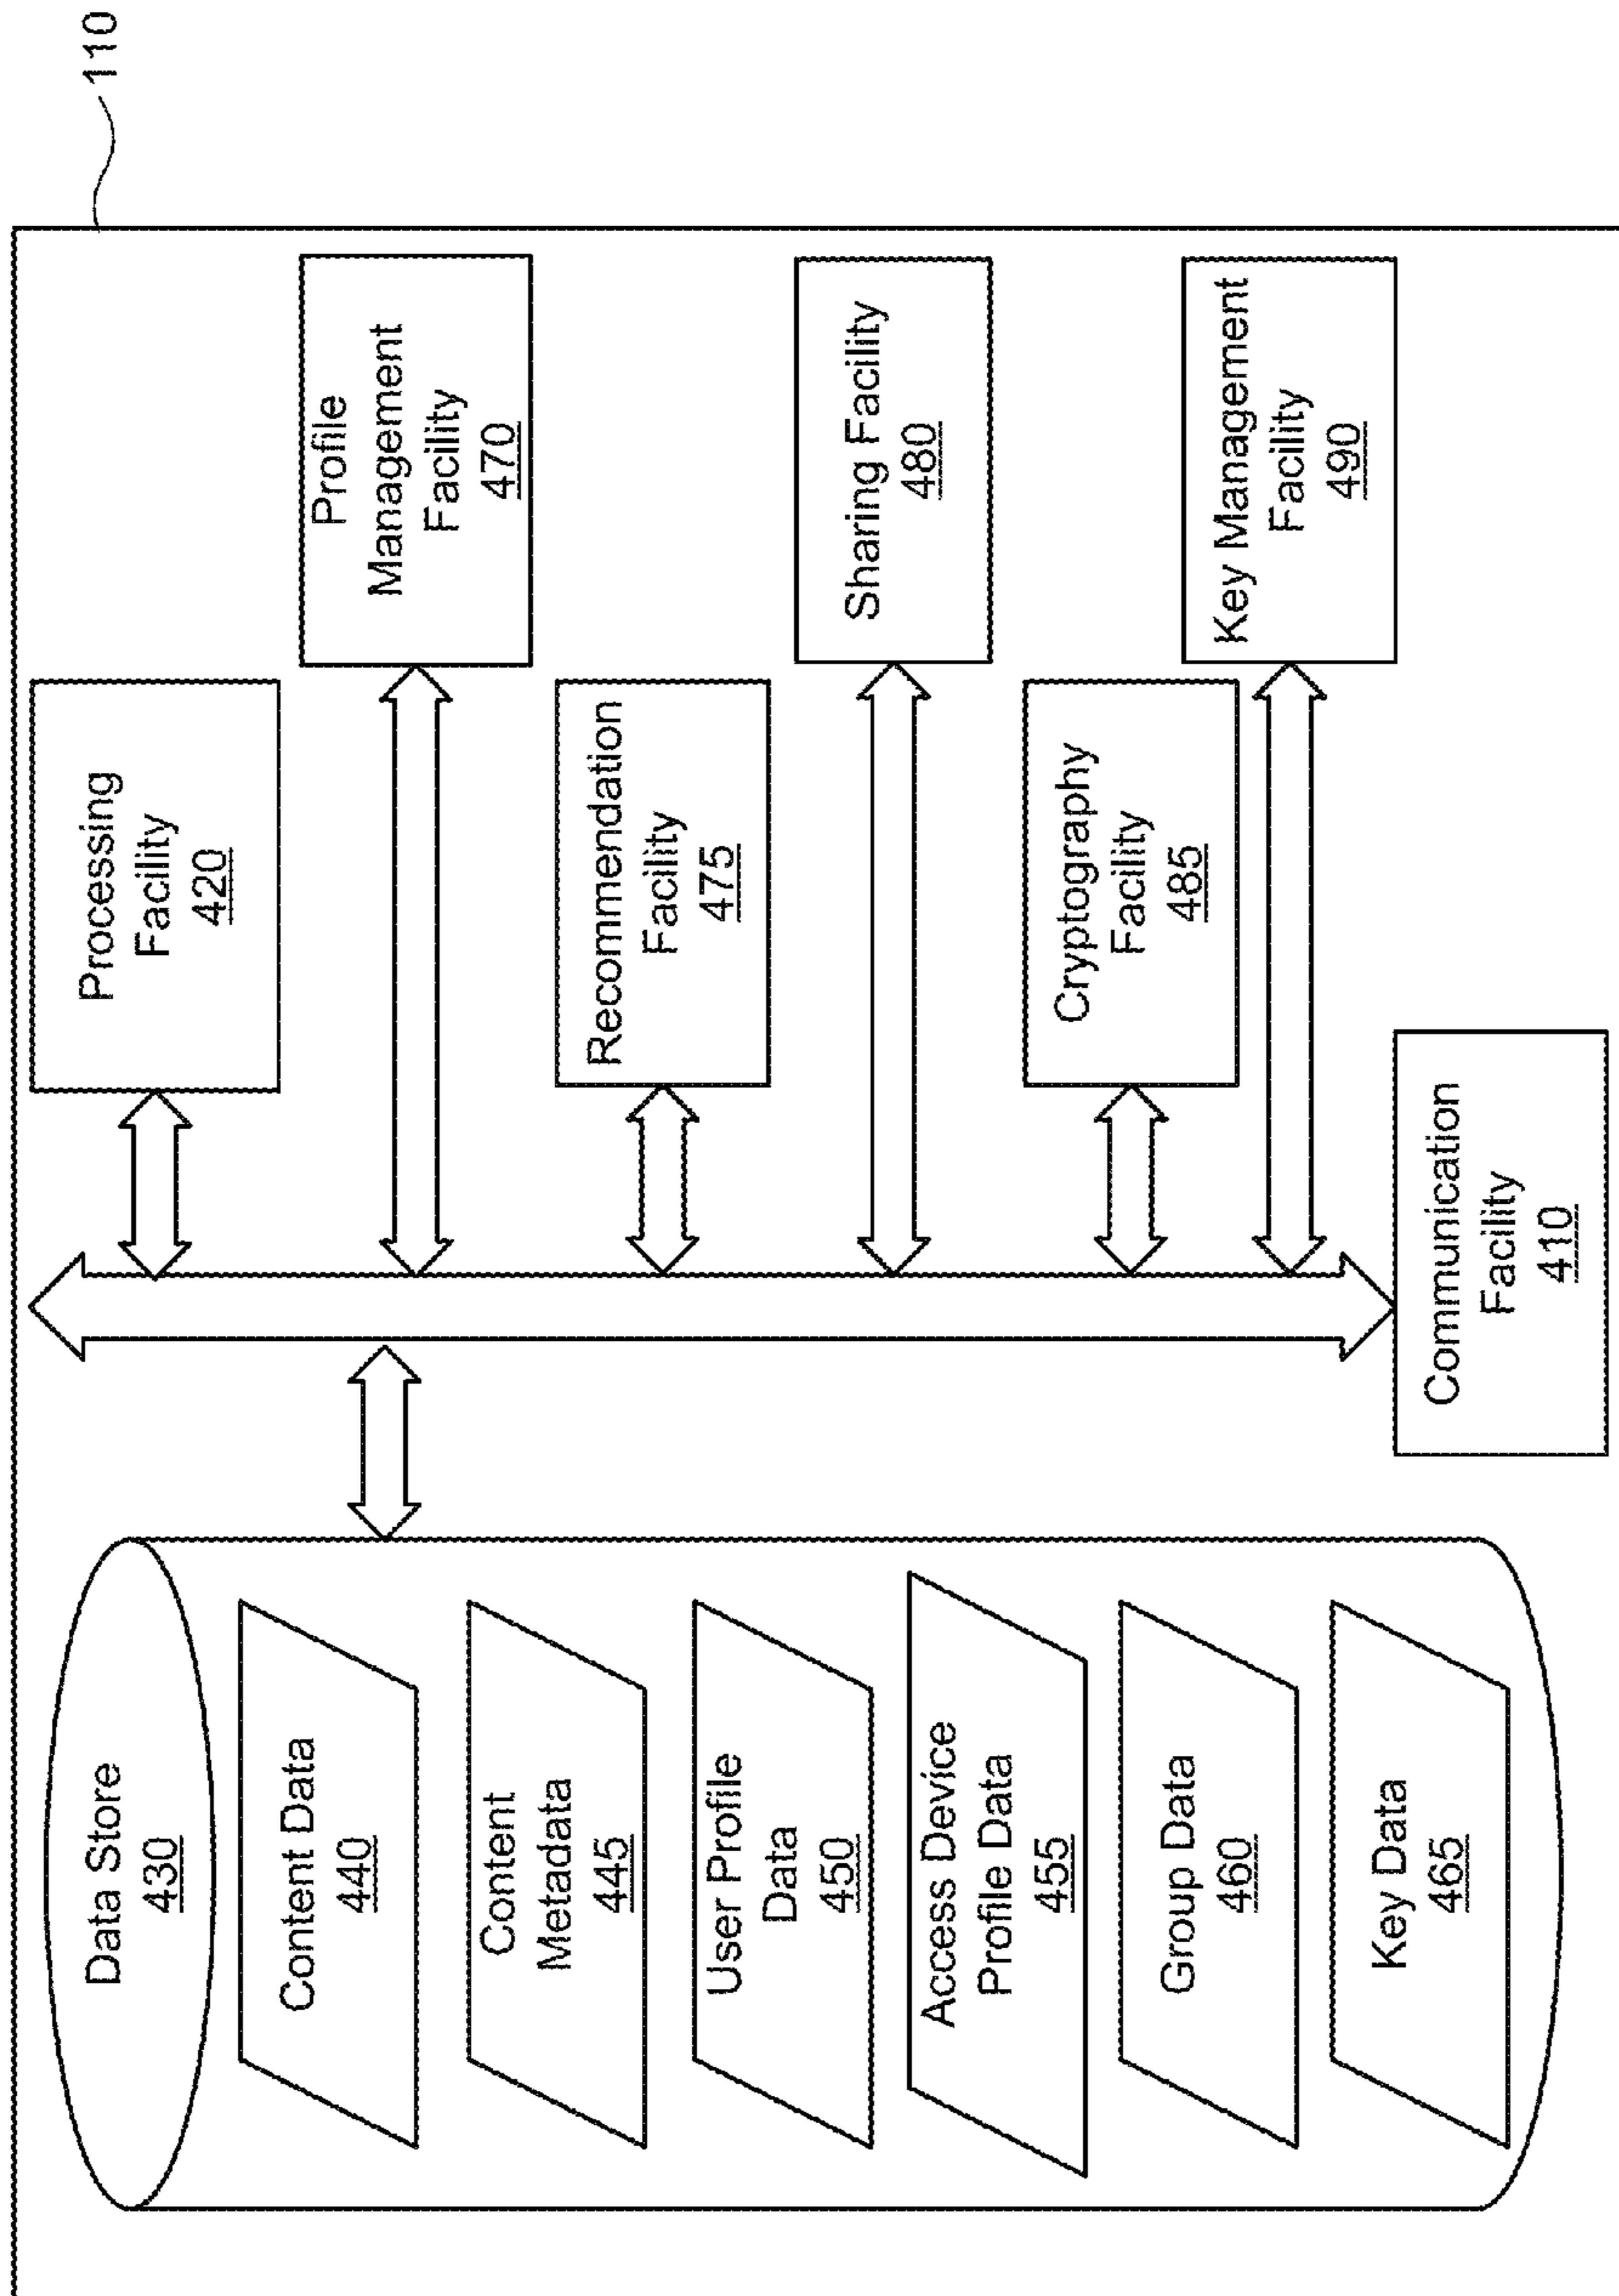 110
Data Store
430
Content Data
440
Content
Metadata
445
User Profile
Data
450
Access Device
Profile Data
455
Group Data
460
Key Data
465
Processing
Facility
420
Profile
Management
Facility
470
Recommendation
Facility
475
Sharing Facility
480
Cryptography
Facility
485
Key Management
Facility
490
Communication
Facility
410